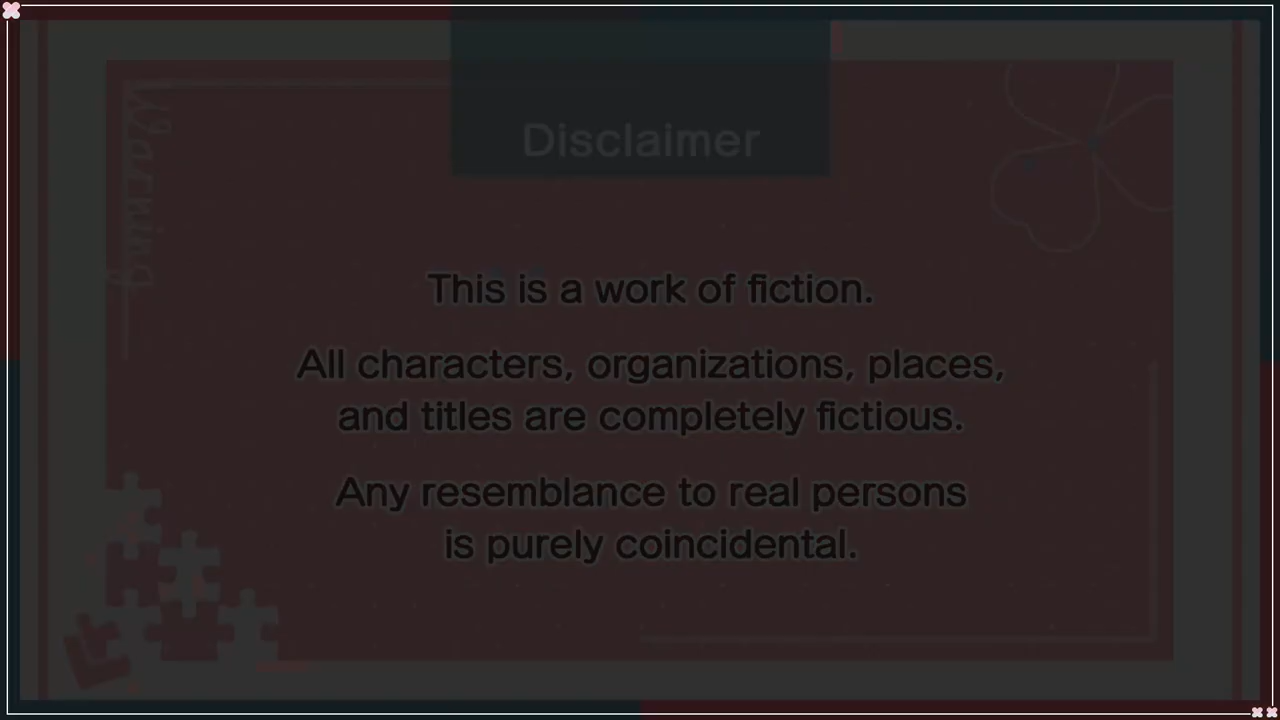 Disclaimer
Warning
This is a work of fiction.
All characters, organizations, places,
and titles are completely fictious.
Any resemblance to real persons
is purely coincidental.